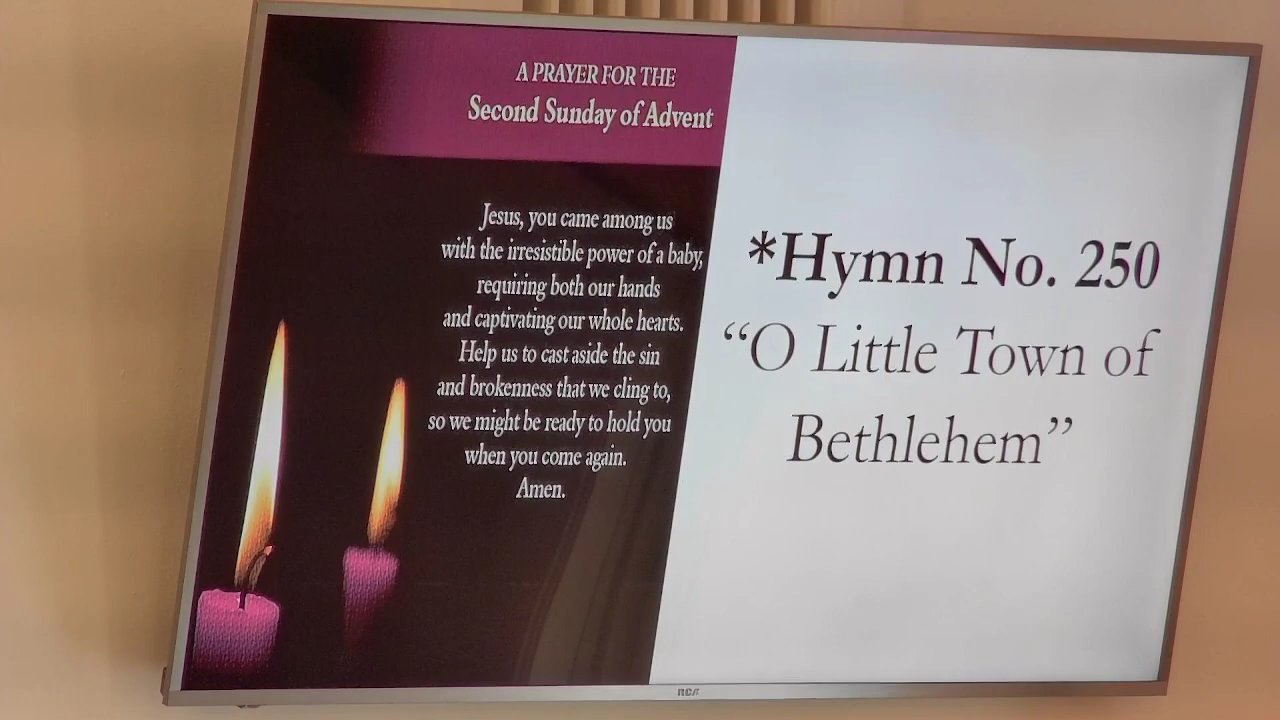 A PRAYER FOR THE
Second Sunday of Advent
Jesus, you came among us
with the irresistible power of a baby,
requiring both our hands
and captivating our whole hearts.
Help us to cast aside the sin
and brokenness that we cling to,
so we might be ready to hold you
when you come again.
Amen.
*Hymn No. 250
“O Little Town of
Bethlehem”
RCA